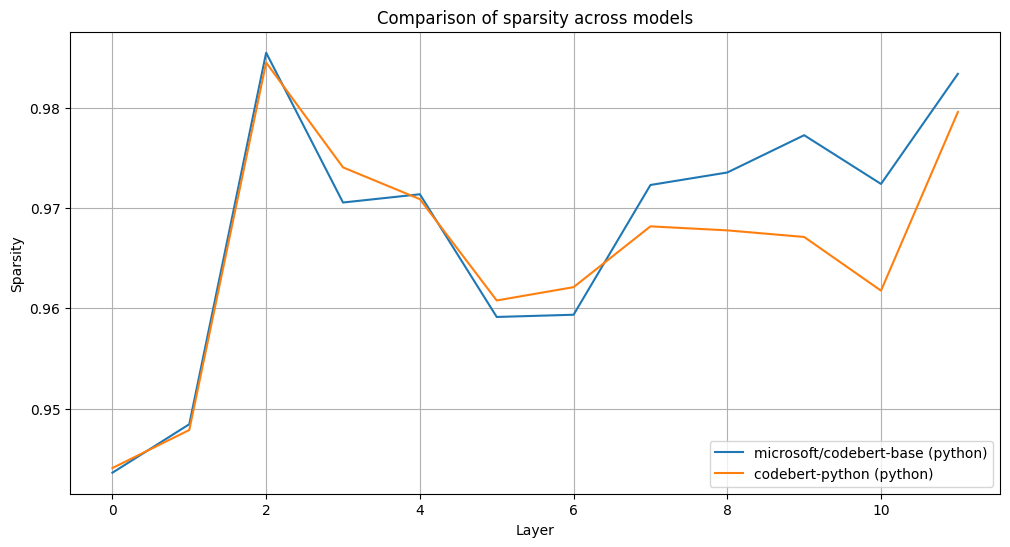 Comparison of sparsity across models
Sparsity
0.98
0.97
0.96
0.95
0 2 4 6 8 10
Layer
microsoft/codebert-base (python)
codebert-python (python)